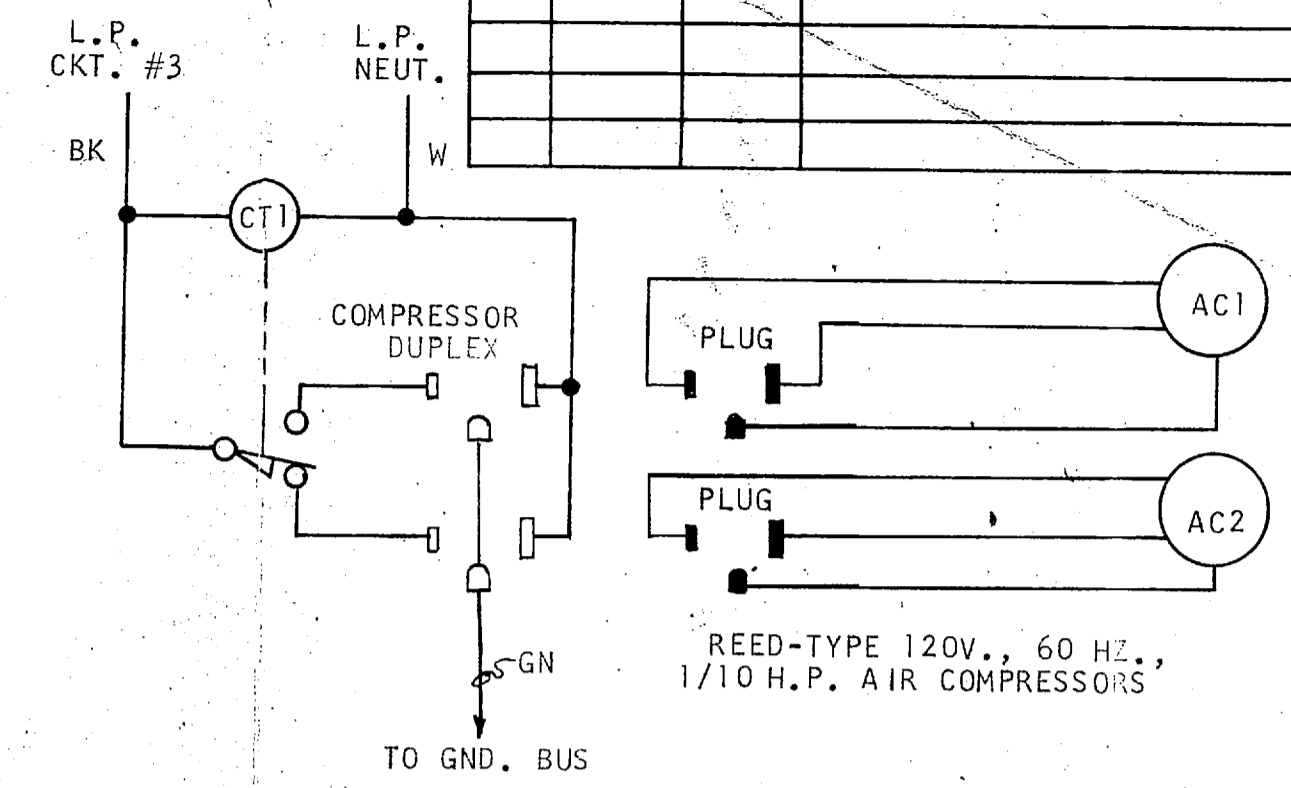 L.P.
CKT. #3
L.P.
NEUT.
BK
W
CT1
COMPRESSOR
DUPLEX
PLUG
AC1
PLUG
AC2
GN
REED-TYPE 120V., 60 HZ.,
1/10 H.P. AIR COMPRESSORS
TO GND. BUS